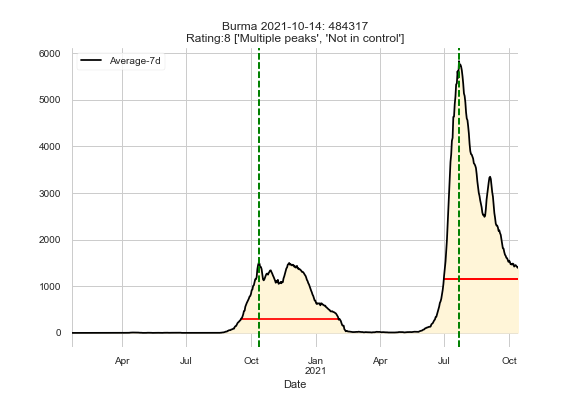 Burma 2021-10-14: 484317
Rating:8 ['Multiple peaks', 'Not in control']
Average-7d
6000
5000
4000
3000
2000
1000
0
Apr Jul Oct Jan Apr Jul Oct
2021
Date